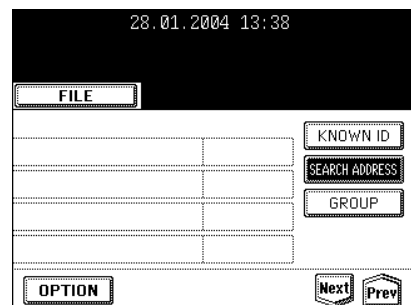 28.01.2004 13:38
FILE
KNOWN ID
SEARCH ADDRESS
GROUP
OPTION
Next
Prev